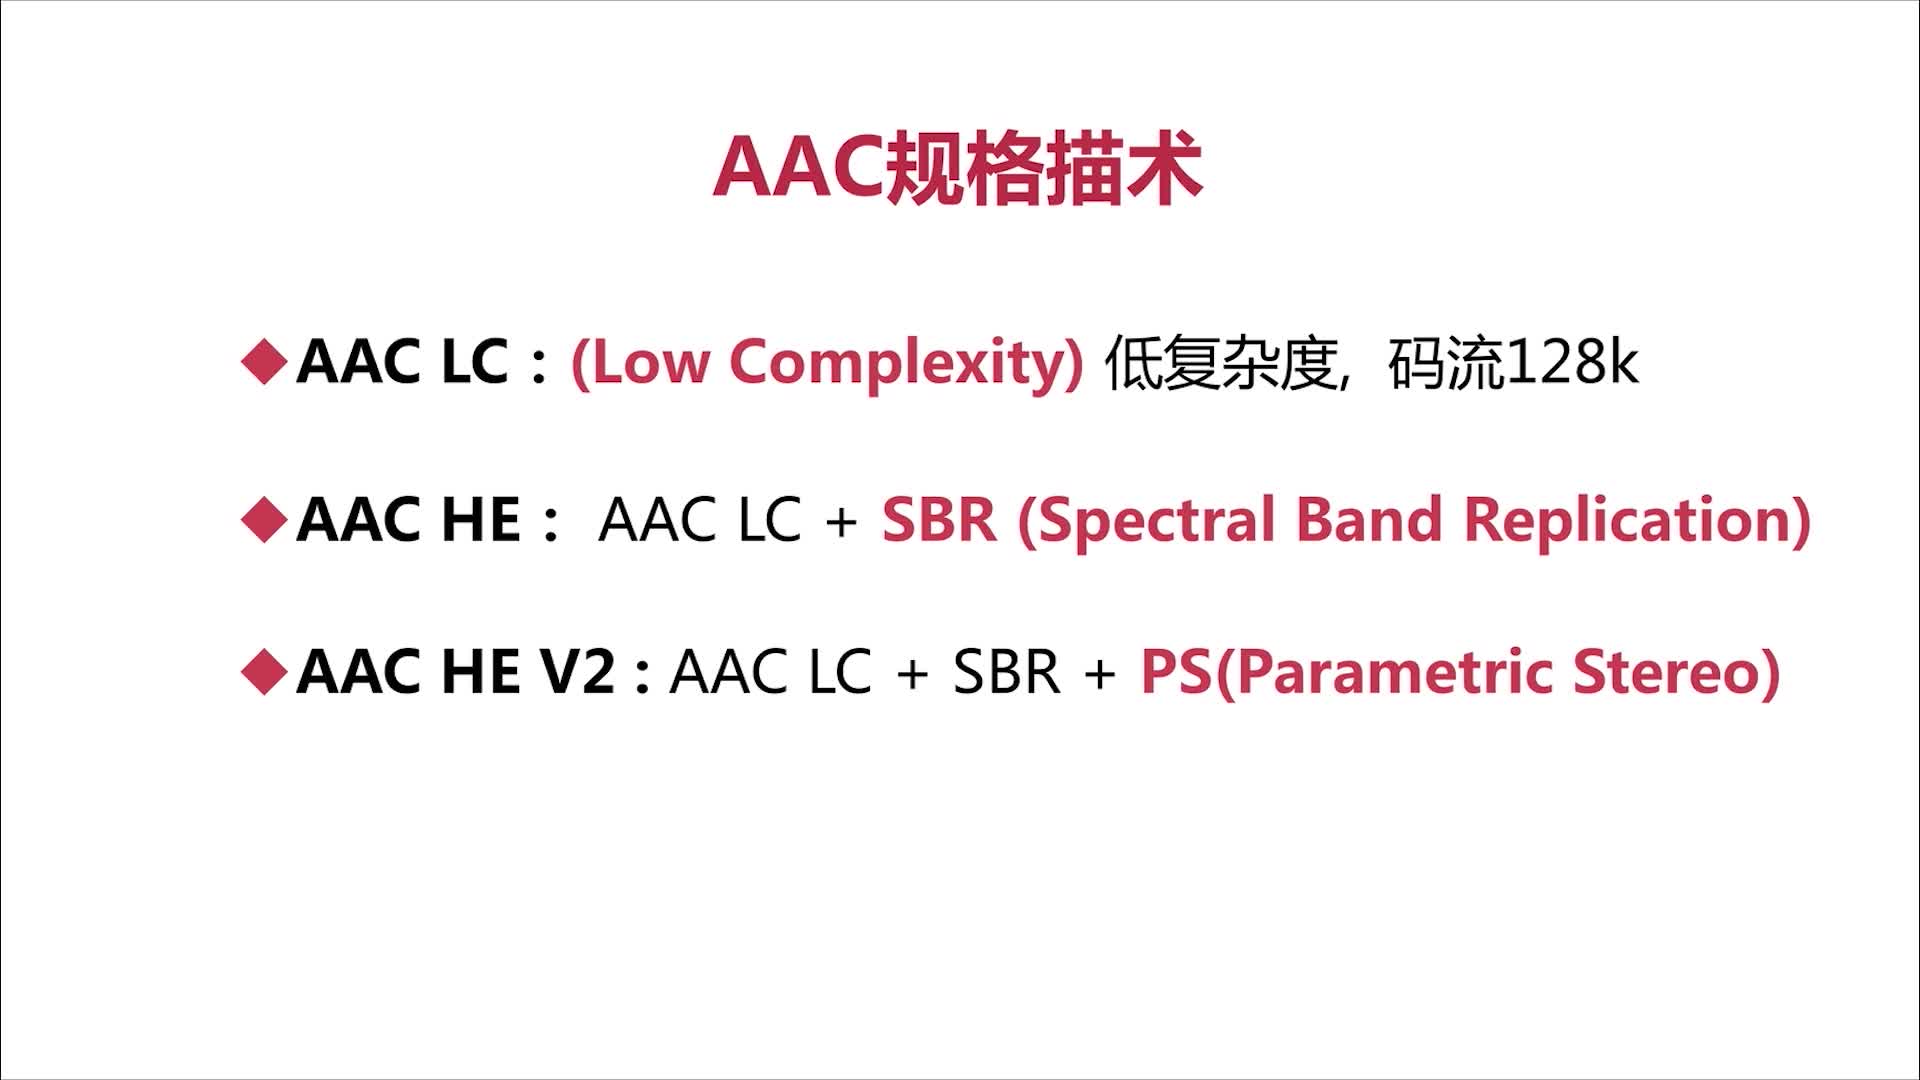 AAC规格描术
◆AAC LC : (Low Complexity) 低复杂度, 码流128k
◆AAC HE : AAC LC + SBR (Spectral Band Replication)
◆AAC HE V2 : AAC LC + SBR + PS(Parametric Stereo)